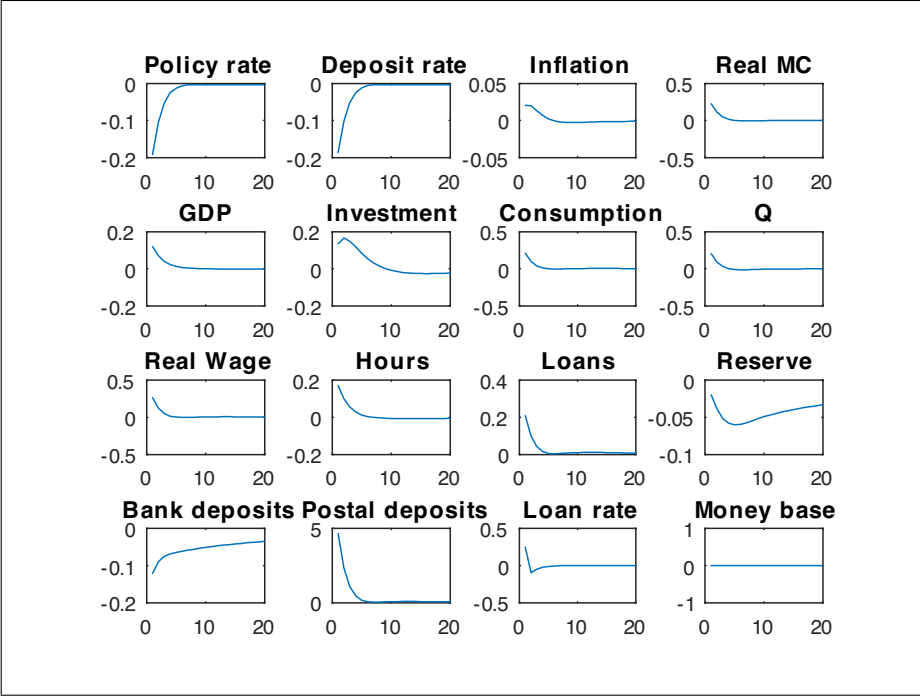 Policy rate Deposit rate Inflation Real MC
0 0 0.05 0.5
-0.1 -0.1 0 0
-0.2 -0.2 -0.05 -0.5
0 10 20 0 10 20 0 10 20 0 10 20
GDP Investment Consumption Q
0.2 0.2 0.5 0.5
0 0 0 0
-0.2 -0.2 -0.5 -0.5
0 10 20 0 10 20 0 10 20 0 10 20
Real Wage Hours Loans Reserve
0.5 0.2 0.4 0
0 0 0.2 -0.05
-0.5 -0.2 0 -0.1
0 10 20 0 10 20 0 10 20 0 10 20
Bank deposits Postal deposits Loan rate Money base
0 5 0.5 1
-0.1 0 0
-0.2 0 -0.5 -1
0 10 20 0 10 20 0 10 20 0 10 20